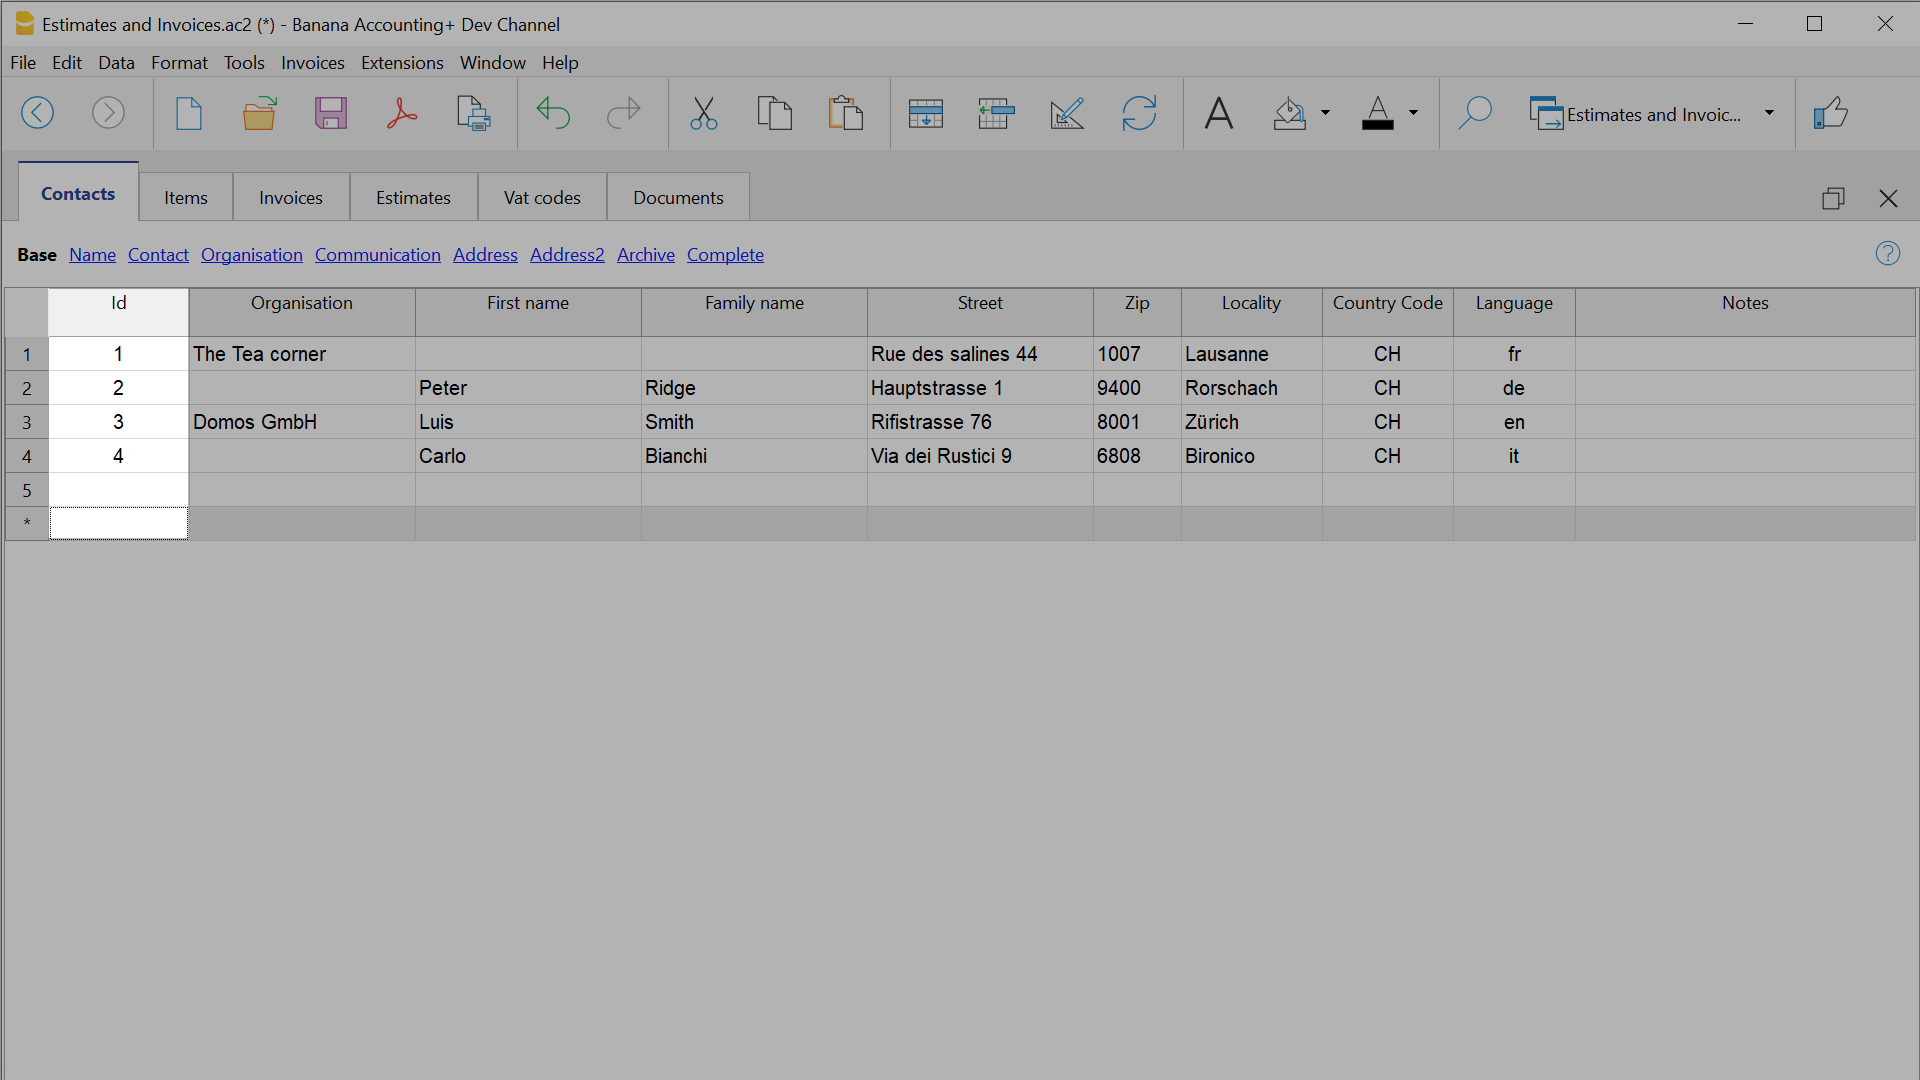 Estimates and Invoices.ac2 (*) - Banana Accounting+ Dev Channel
File Edit Data Format Tools Invoices Extensions Window Help
A A Estimates and Invoic...
Contacts Items Invoices Estimates Vat codes Documents
Base Name Contact Organisation Communication Address Address2 Archive Complete ?
Id Organisation First name Family name Street Zip Locality Country Code Language Notes
1 1 The Tea corner Rue des salines 44 1007 Lausanne CH fr
2 2 Peter Ridge Hauptstrasse 1 9400 Rorschach CH de
3 3 Domos GmbH Luis Smith Rifistrasse 76 8001 Zürich CH en
4 4 Carlo Bianchi Via dei Rustici 9 6808 Bironico CH it
5
*